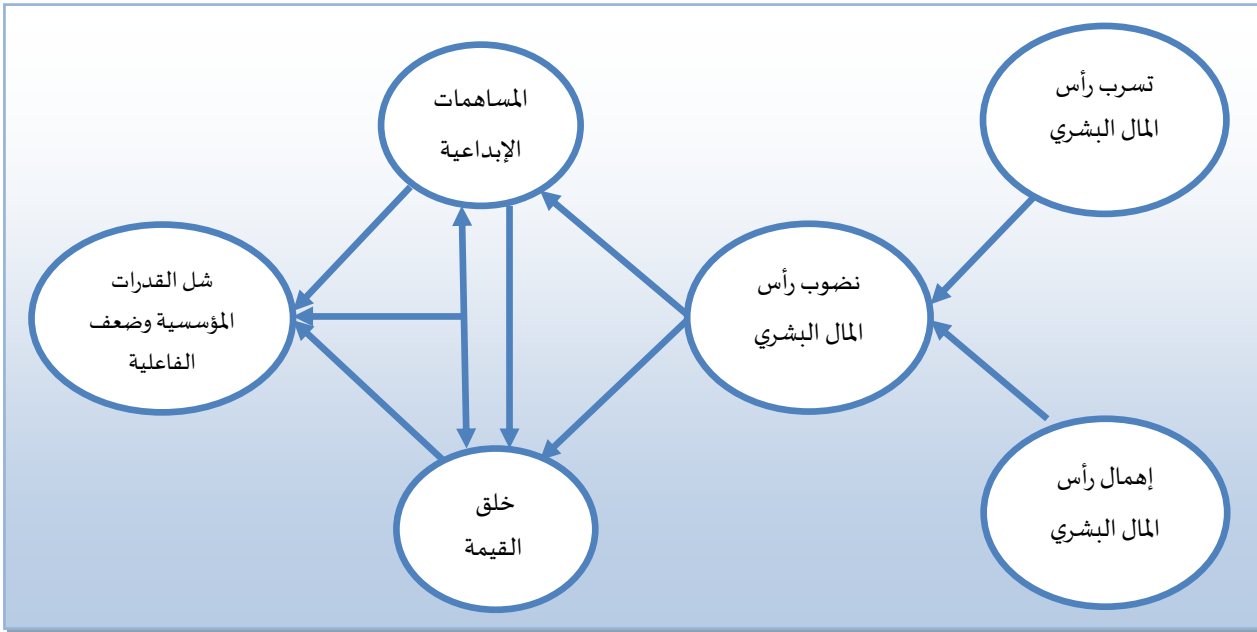 تسرب رأس
المال البشري
إهمال رأس
المال البشري
نضوب رأس
المال البشري
المساهمات
الإبداعية
خلق
القيمة
شل القدرات
المؤسسية وضعف
الفاعلية